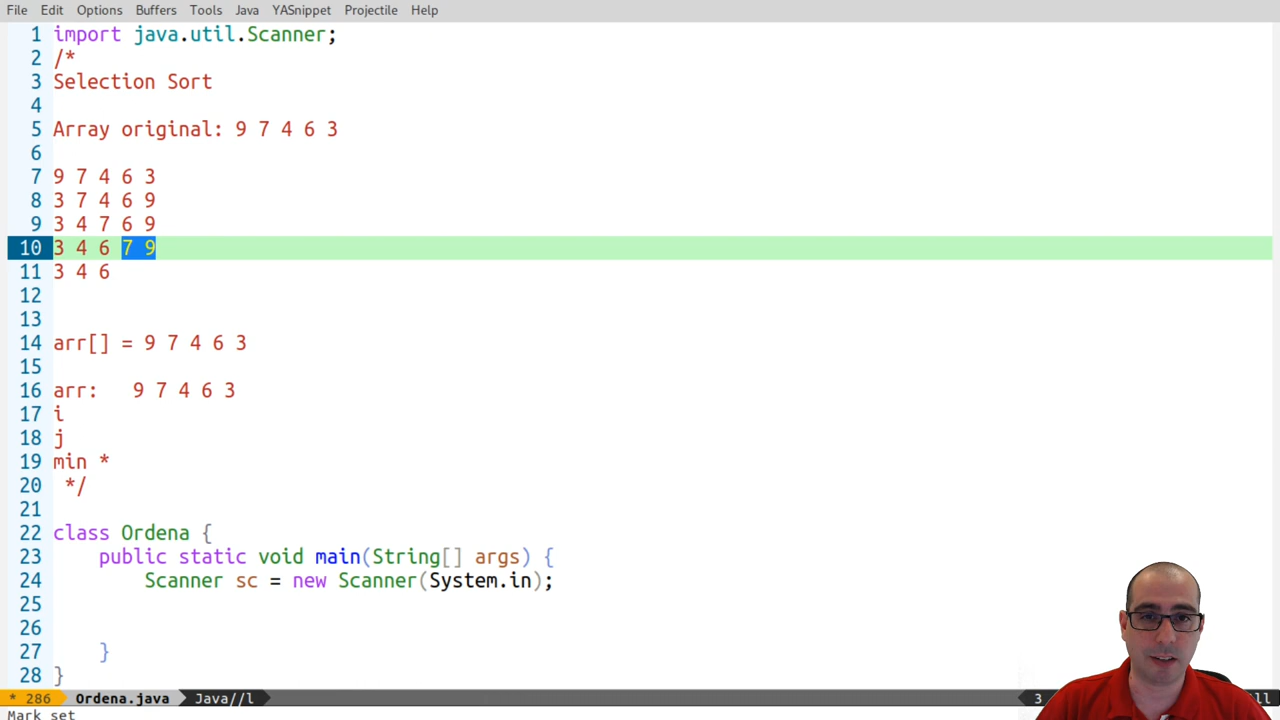 File Edit Options Buffers Tools Java YASnippet Projectile Help
1 import java.util.Scanner;
2 /*
3 Selection Sort
4
5 Array original: 9 7 4 6 3
6
7 9 7 4 6 3
8 3 7 4 6 9
9 3 4 7 6 9
10 3 4 6 7 9
11 3 4 6
12
13
14 arr[] = 9 7 4 6 3
15
16 arr:   9 7 4 6 3
17 i
18 j
19 min *
20  */
21
22 class Ordena {
23     public static void main(String[] args) {
24         Scanner sc = new Scanner(System.in);
25
26
27     }
28 }
* 286 Ordena.java Java//l 3
Mark set